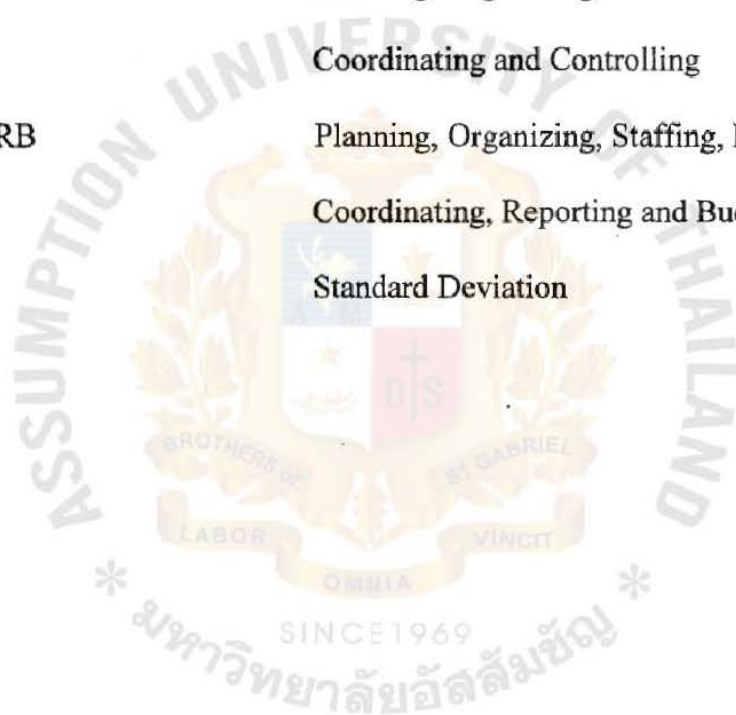 Coordinating and Controlling
RB Planning, Organizing, Staffing,
Coordinating, Reporting and
Standard Deviation
ASSUMPTION UNIVERSITY OF THAILAND
A M
D S
BROTHERS of ST GABRIEL
LABOR
VINCIT
OMNIA
* *
SINCE 1969
มหาวิทยาลัยอัสสัมชัญ